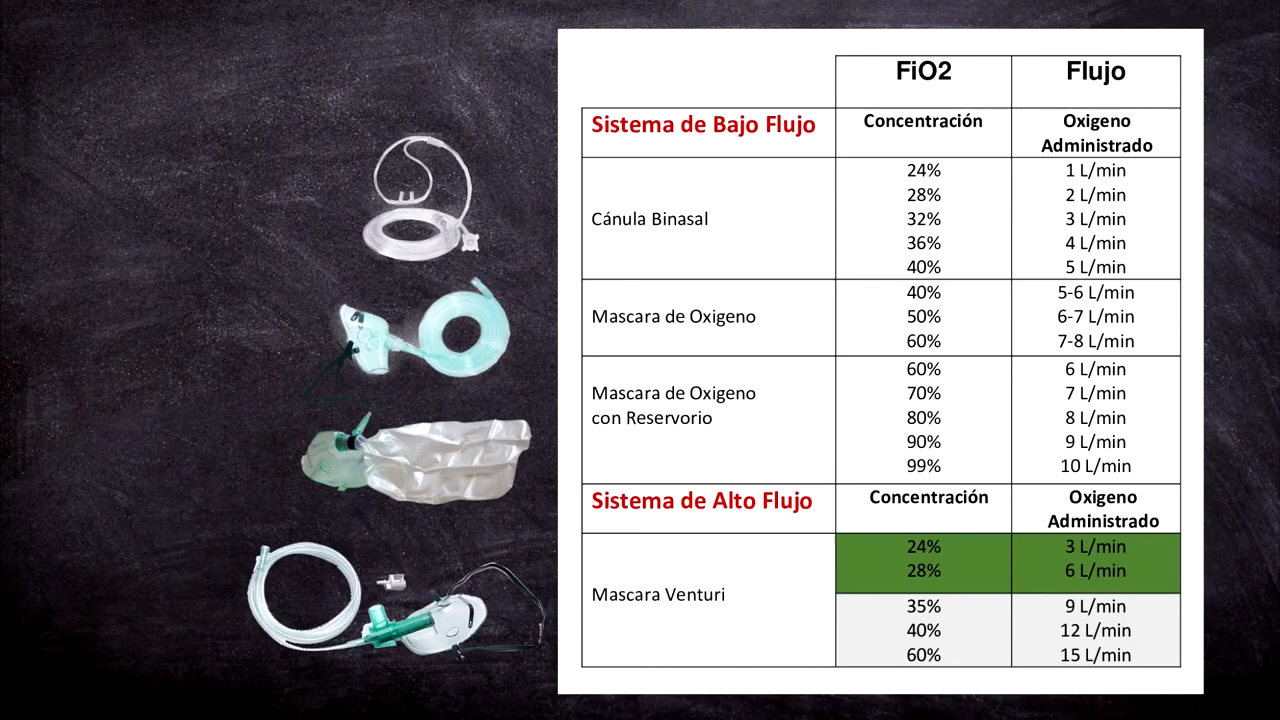 FiO2 Flujo
Sistema de Bajo Flujo Concentración Oxigeno
Administrado
24% 1 L/min
28% 2 L/min
Cánula Binasal 32% 3 L/min
36% 4 L/min
40% 5 L/min
40% 5-6 L/min
Mascara de Oxigeno 50% 6-7 L/min
60% 7-8 L/min
60% 6 L/min
Mascara de Oxigeno 70% 7 L/min
con Reservorio 80% 8 L/min
90% 9 L/min
99% 10 L/min
Sistema de Alto Flujo Concentración Oxigeno
Administrado
24% 3 L/min
28% 6 L/min
Mascara Venturi
35% 9 L/min
40% 12 L/min
60% 15 L/min